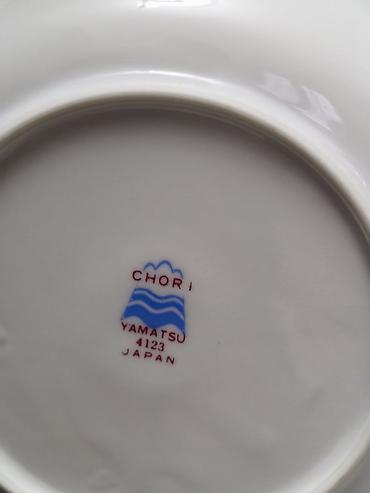 CHORI
YAMATSU
4123
JAPAN